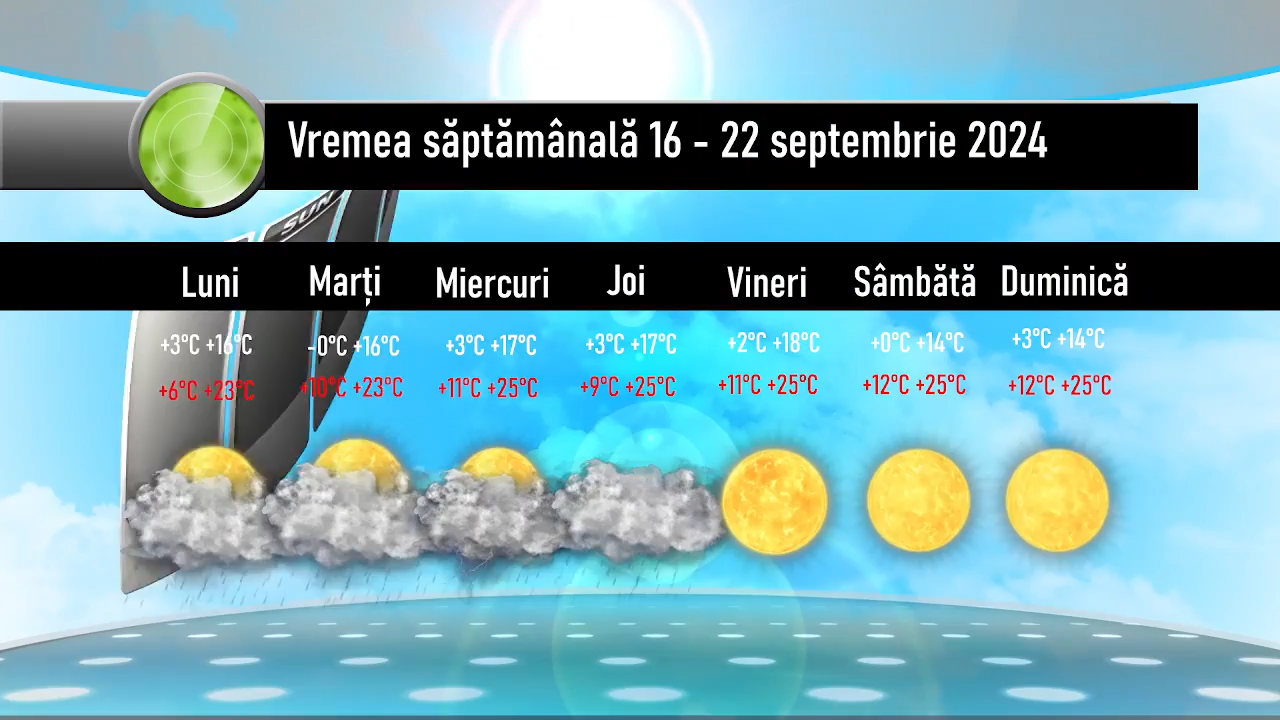 Vremea săptămânală 16 - 22 septembrie 2024
SUN
Luni Marți Miercuri Joi Vineri Sâmbătă Duminică
+3°C +16°C -0°C +16°C +3°C +17°C +3°C +17°C +2°C +18°C +0°C +14°C +3°C +14°C
+6°C +23°C +10°C +23°C +11°C +25°C +9°C +25°C +11°C +25°C +12°C +25°C +12°C +25°C